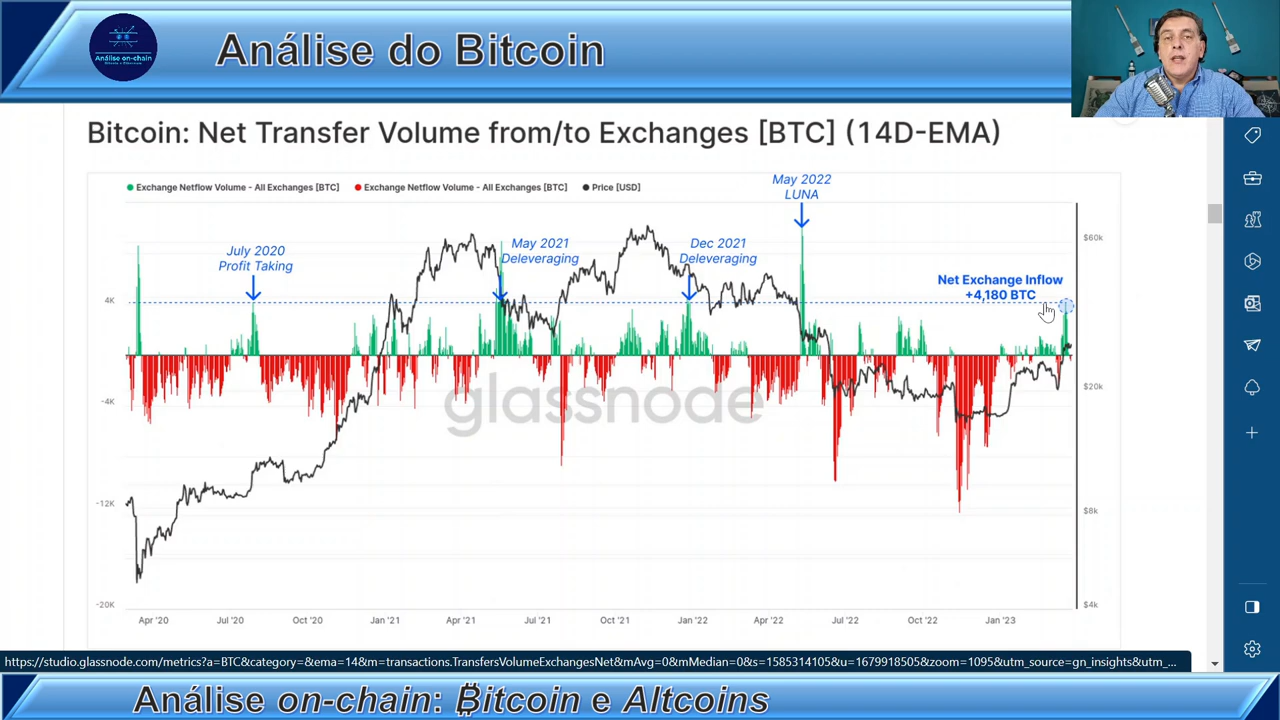 Análise on-chain
Bitcoin e Altcoins
Análise do Bitcoin
Bitcoin: Net Transfer Volume from/to Exchanges [BTC] (14D-EMA)
Exchange Netflow Volume - All Exchanges [BTC]
Exchange Netflow Volume - All Exchanges [BTC]
Price [USD]
May 2022
LUNA
July 2020
Profit Taking
May 2021
Deleveraging
Dec 2021
Deleveraging
Net Exchange Inflow
+4,180 BTC
4K
-4K
-12K
-20K
$60k
$20k
$8k
$4k
glassnode
Apr '20
Jul '20
Oct '20
Jan '21
Apr '21
Jul '21
Oct '21
Jan '22
Apr '22
Jul '22
Oct '22
Jan '23
https://studio.glassnode.com/metrics?a=BTC&category=&ema=14&m=transactions.TransfersVolumeExchangesNet&mAvg=0&mMedian=0&s=1585314105&u=1679918505&zoom=1095&utm_source=gn_insights&utm_...
Análise on-chain: ₿itcoin e Altcoins